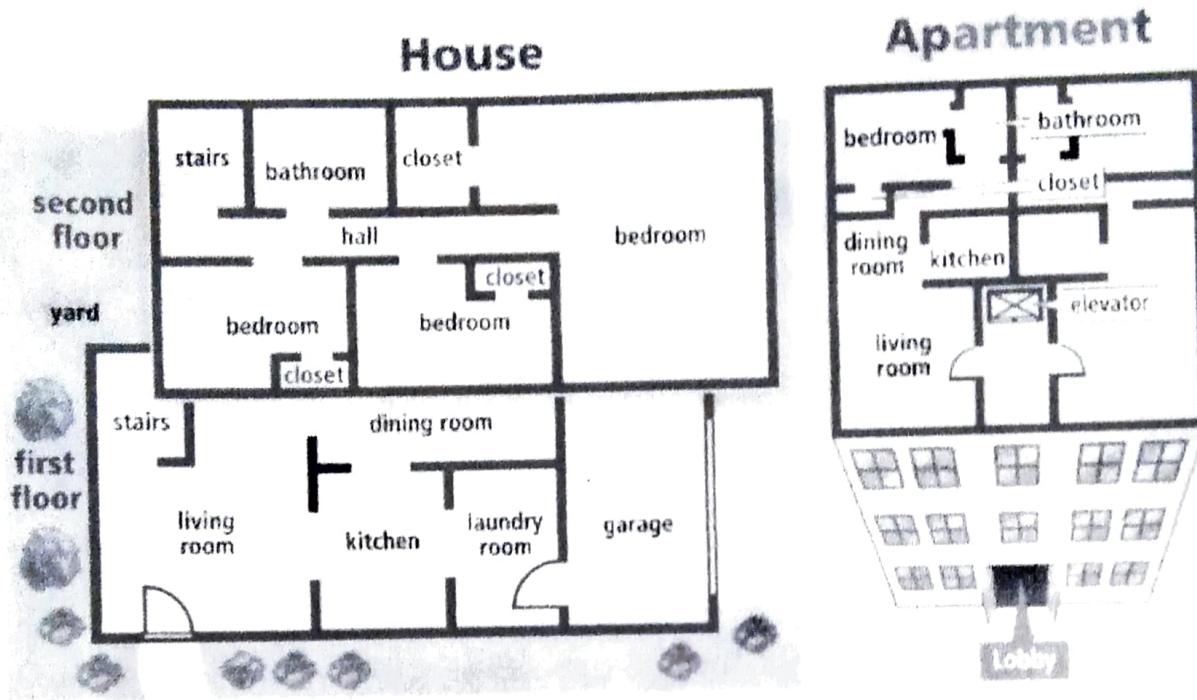 House
Apartment
second
floor
stairs
bathroom
closet
hall
bedroom
closet
bedroom
bedroom
closet
yard
first
floor
stairs
dining room
living
room
kitchen
laundry
room
garage
bedroom
bathroom
closet
dining
room
kitchen
elevator
living
room
Lobby